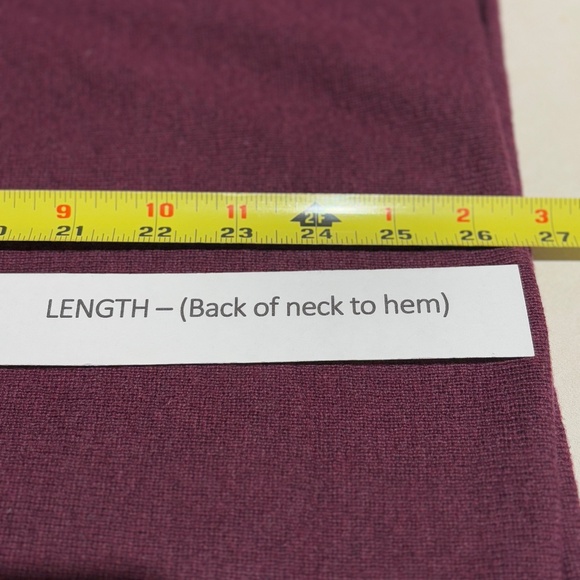 9 10 11 2F 1 2 3
21 22 23 24 25 26 27
LENGTH – (Back of neck to hem)